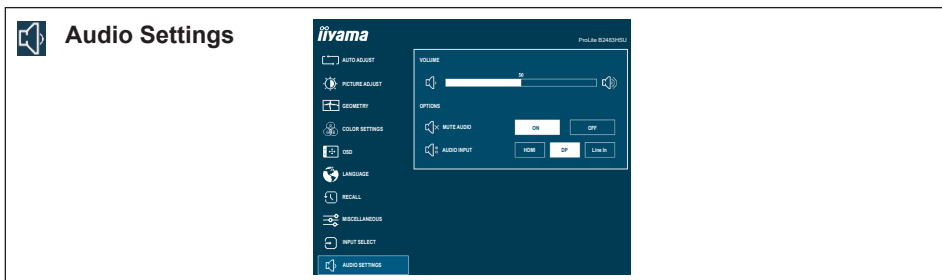 Audio Settings
iiyama
ProLite B2483HSU
AUTO ADJUST
PICTURE ADJUST
GEOMETRY
COLOR SETTINGS
OSD
LANGUAGE
RECALL
MISCELLANEOUS
INPUT SELECT
AUDIO SETTINGS
VOLUME
50
OPTIONS
MUTE AUDIO ON OFF
AUDIO INPUT HDMI DP Line In